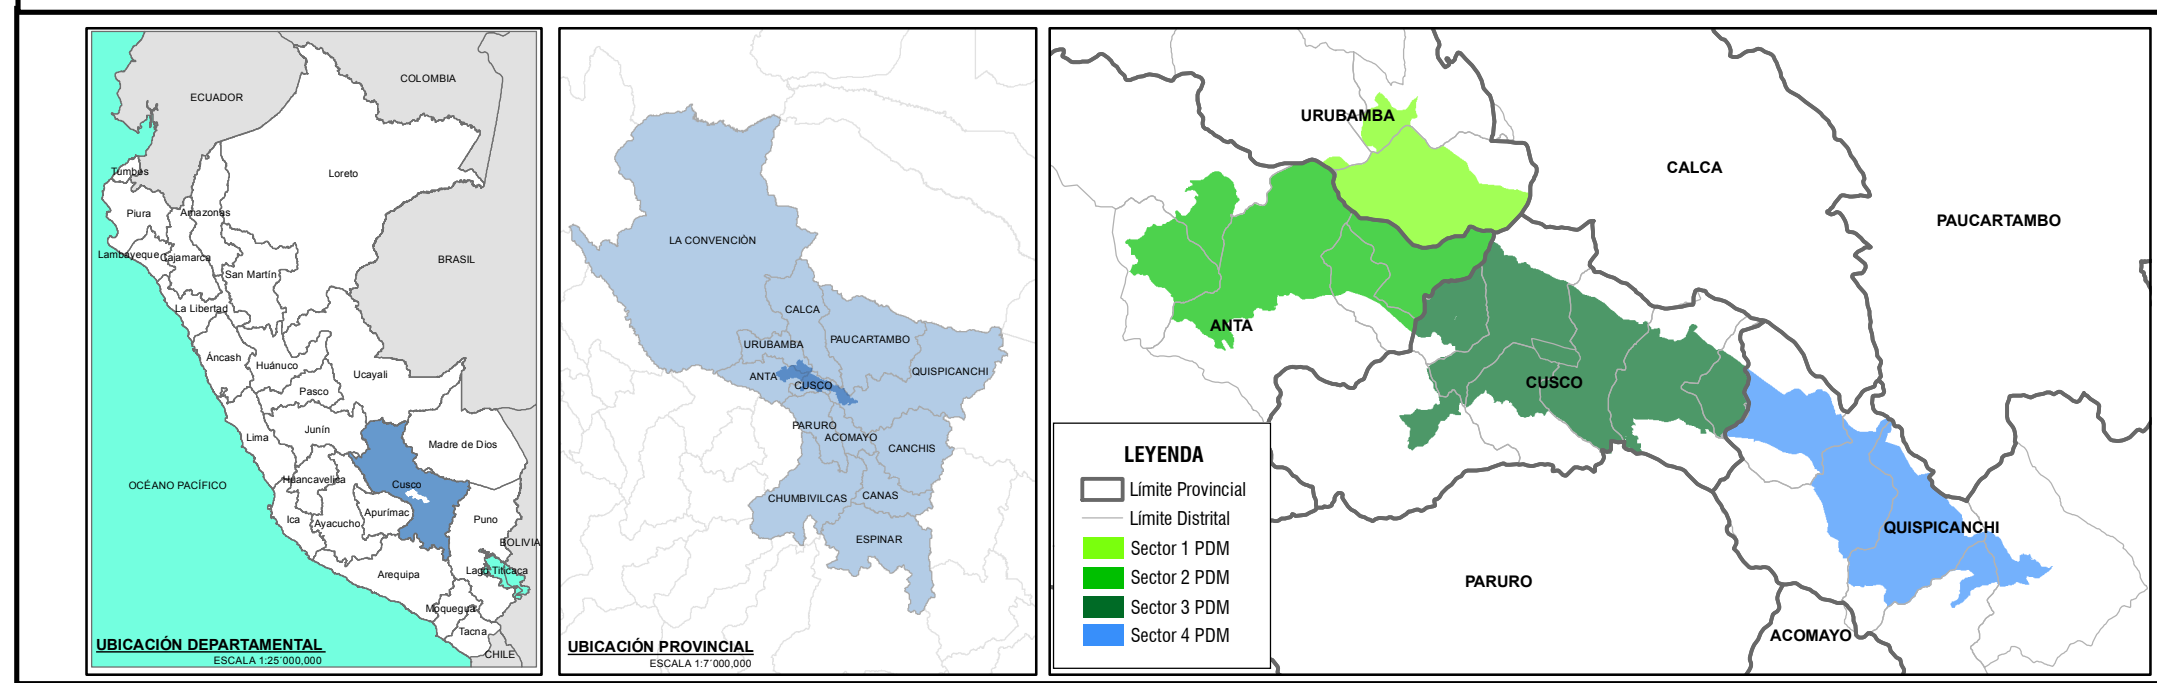 COLOMBIA
ECUADOR
Tumbes
Loreto
Piura
Amazonas
Lambayeque
Cajamarca
San Martín
BRASIL
La Libertad
Áncash
Huánuco
Ucayali
Pasco
Junín
Lima
Madre de Dios
Huancavelica
Cusco
OCÉANO PACÍFICO
Ica
Ayacucho
Apurímac
Puno
BOLIVIA
Lago Titicaca
Arequipa
Moquegua
Tacna
CHILE
UBICACIÓN DEPARTAMENTAL
ESCALA 1:25´000,000
LA CONVENCIÒN
CALCA
URUBAMBA
PAUCARTAMBO
ANTA
CUSCO
QUISPICANCHI
PARURO
ACOMAYO
CANCHIS
CHUMBIVILCAS
CANAS
ESPINAR
UBICACIÓN PROVINCIAL
ESCALA 1:7´000,000
URUBAMBA
CALCA
PAUCARTAMBO
ANTA
CUSCO
QUISPICANCHI
PARURO
ACOMAYO
LEYENDA
Límite Provincial
Límite Distrital
Sector 1 PDM
Sector 2 PDM
Sector 3 PDM
Sector 4 PDM